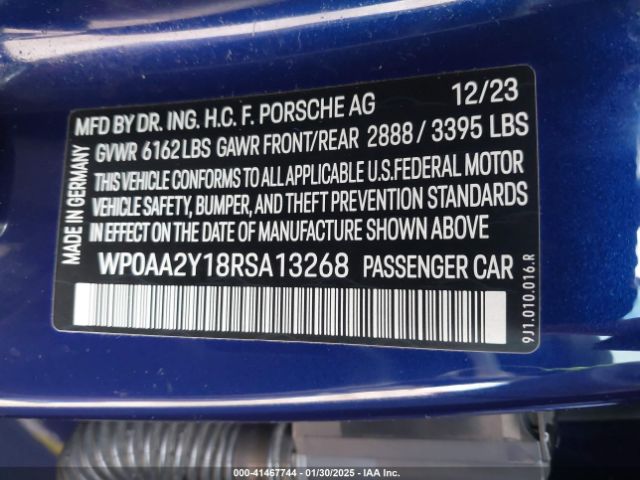 MFD BY DR. ING. H.C. F. PORSCHE AG 12/23
GVWR 6162 LBS GAWR FRONT/REAR 2888 / 3395 LBS
THIS VEHICLE CONFORMS TO ALL APPLICABLE U.S. FEDERAL MOTOR
VEHICLE SAFETY, BUMPER, AND THEFT PREVENTION STANDARDS
IN EFFECT ON THE DATE OF MANUFACTURE SHOWN ABOVE
WP0AA2Y18RSA13268 PASSENGER CAR
MADE IN GERMANY
9J1.010.016.R
000-41467744 - 01/30/2025 - IAA Inc.